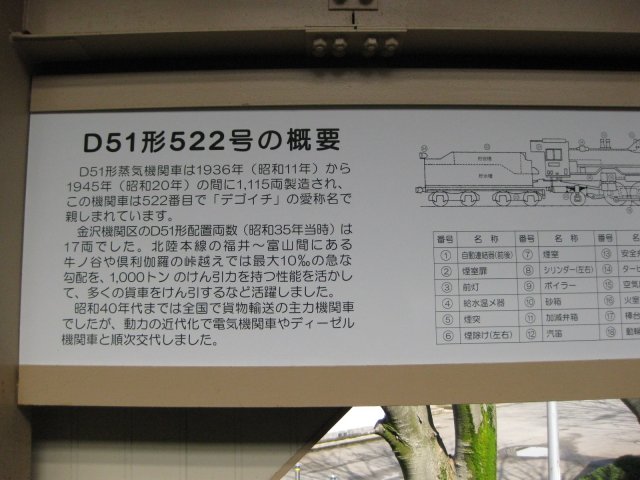 D51形522号の概要
D51形蒸気機関車は1936年（昭和11年）から
1945年（昭和20年）の間に1,115両製造され、
この機関車は522番目で「デゴイチ」の愛称名で
親しまれています。
金沢機関区のD51形配置両数（昭和35年当時）は
17両でした。北陸本線の福井～富山間にある
牛ノ谷や倶利伽羅の峠越えでは最大10‰の急な
勾配を、1,000トンのけん引力を持つ性能を活かし
て、多くの貨車をけん引するなど活躍しました。
昭和40年代までは全国で貨物輸送の主力機関車
でしたが、動力の近代化で電気機関車やディーゼル
機関車と順次交代しました。
番号 名称 番号 名称 番号 名
① 自動連結器(前後) ⑦ 煙室 ⑬ 安全弁
② 煙室扉 ⑧ シリンダー(左右) ⑭ タービ
③ 前灯 ⑨ ボイラー ⑮ 空気
④ 給水温メ器 ⑩ 砂箱 ⑯ 火室
⑤ 煙突 ⑪ 加減弁箱 ⑰
⑥ 煙除け(左右) ⑫ 汽笛 ⑱ 動輪